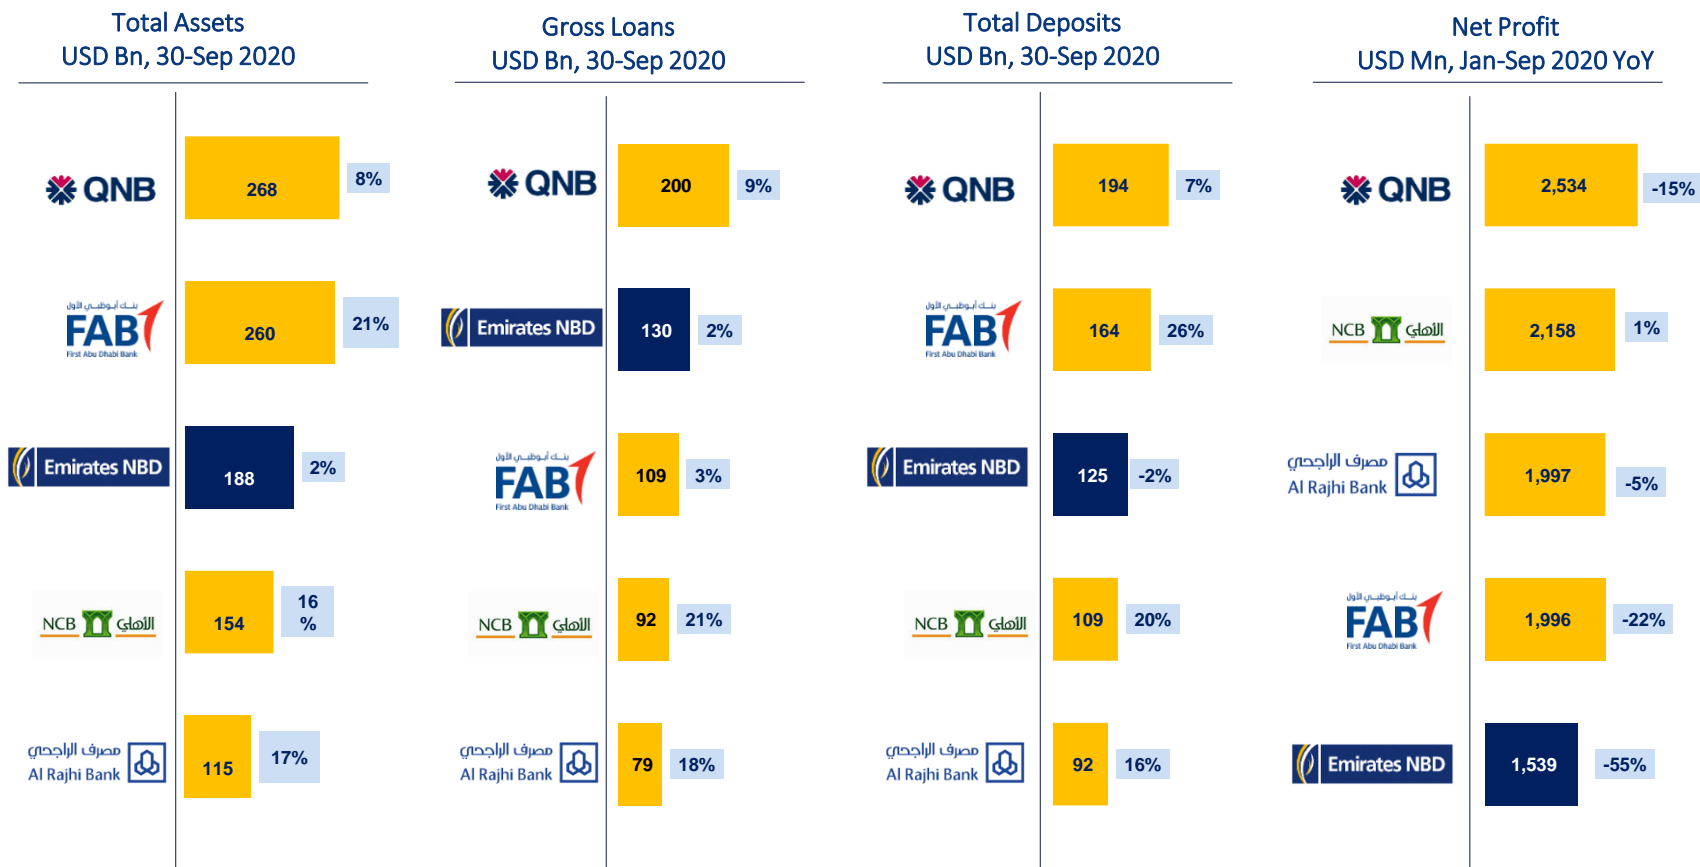 Total Assets
USD Bn, 30-Sep 2020
QNB
268
8%
بنك أبوظبي الأول
FAB
First Abu Dhabi Bank
260
21%
Emirates NBD
188
2%
NCB الأهلي
154
16
%
مصرف الراجحي
Al Rajhi Bank
115
17%
Gross Loans
USD Bn, 30-Sep 2020
QNB
200
9%
Emirates NBD
130
2%
بنك أبوظبي الأول
FAB
First Abu Dhabi Bank
109
3%
NCB الأهلي
92
21%
مصرف الراجحي
Al Rajhi Bank
79
18%
Total Deposits
USD Bn, 30-Sep 2020
QNB
194
7%
بنك أبوظبي الأول
FAB
First Abu Dhabi Bank
164
26%
Emirates NBD
125
-2%
NCB الأهلي
109
20%
مصرف الراجحي
Al Rajhi Bank
92
16%
Net Profit
USD Mn, Jan-Sep 2020 YoY
QNB
2,534
-15%
NCB الأهلي
2,158
1%
مصرف الراجحي
Al Rajhi Bank
1,997
-5%
بنك أبوظبي الأول
FAB
First Abu Dhabi Bank
1,996
-22%
Emirates NBD
1,539
-55%